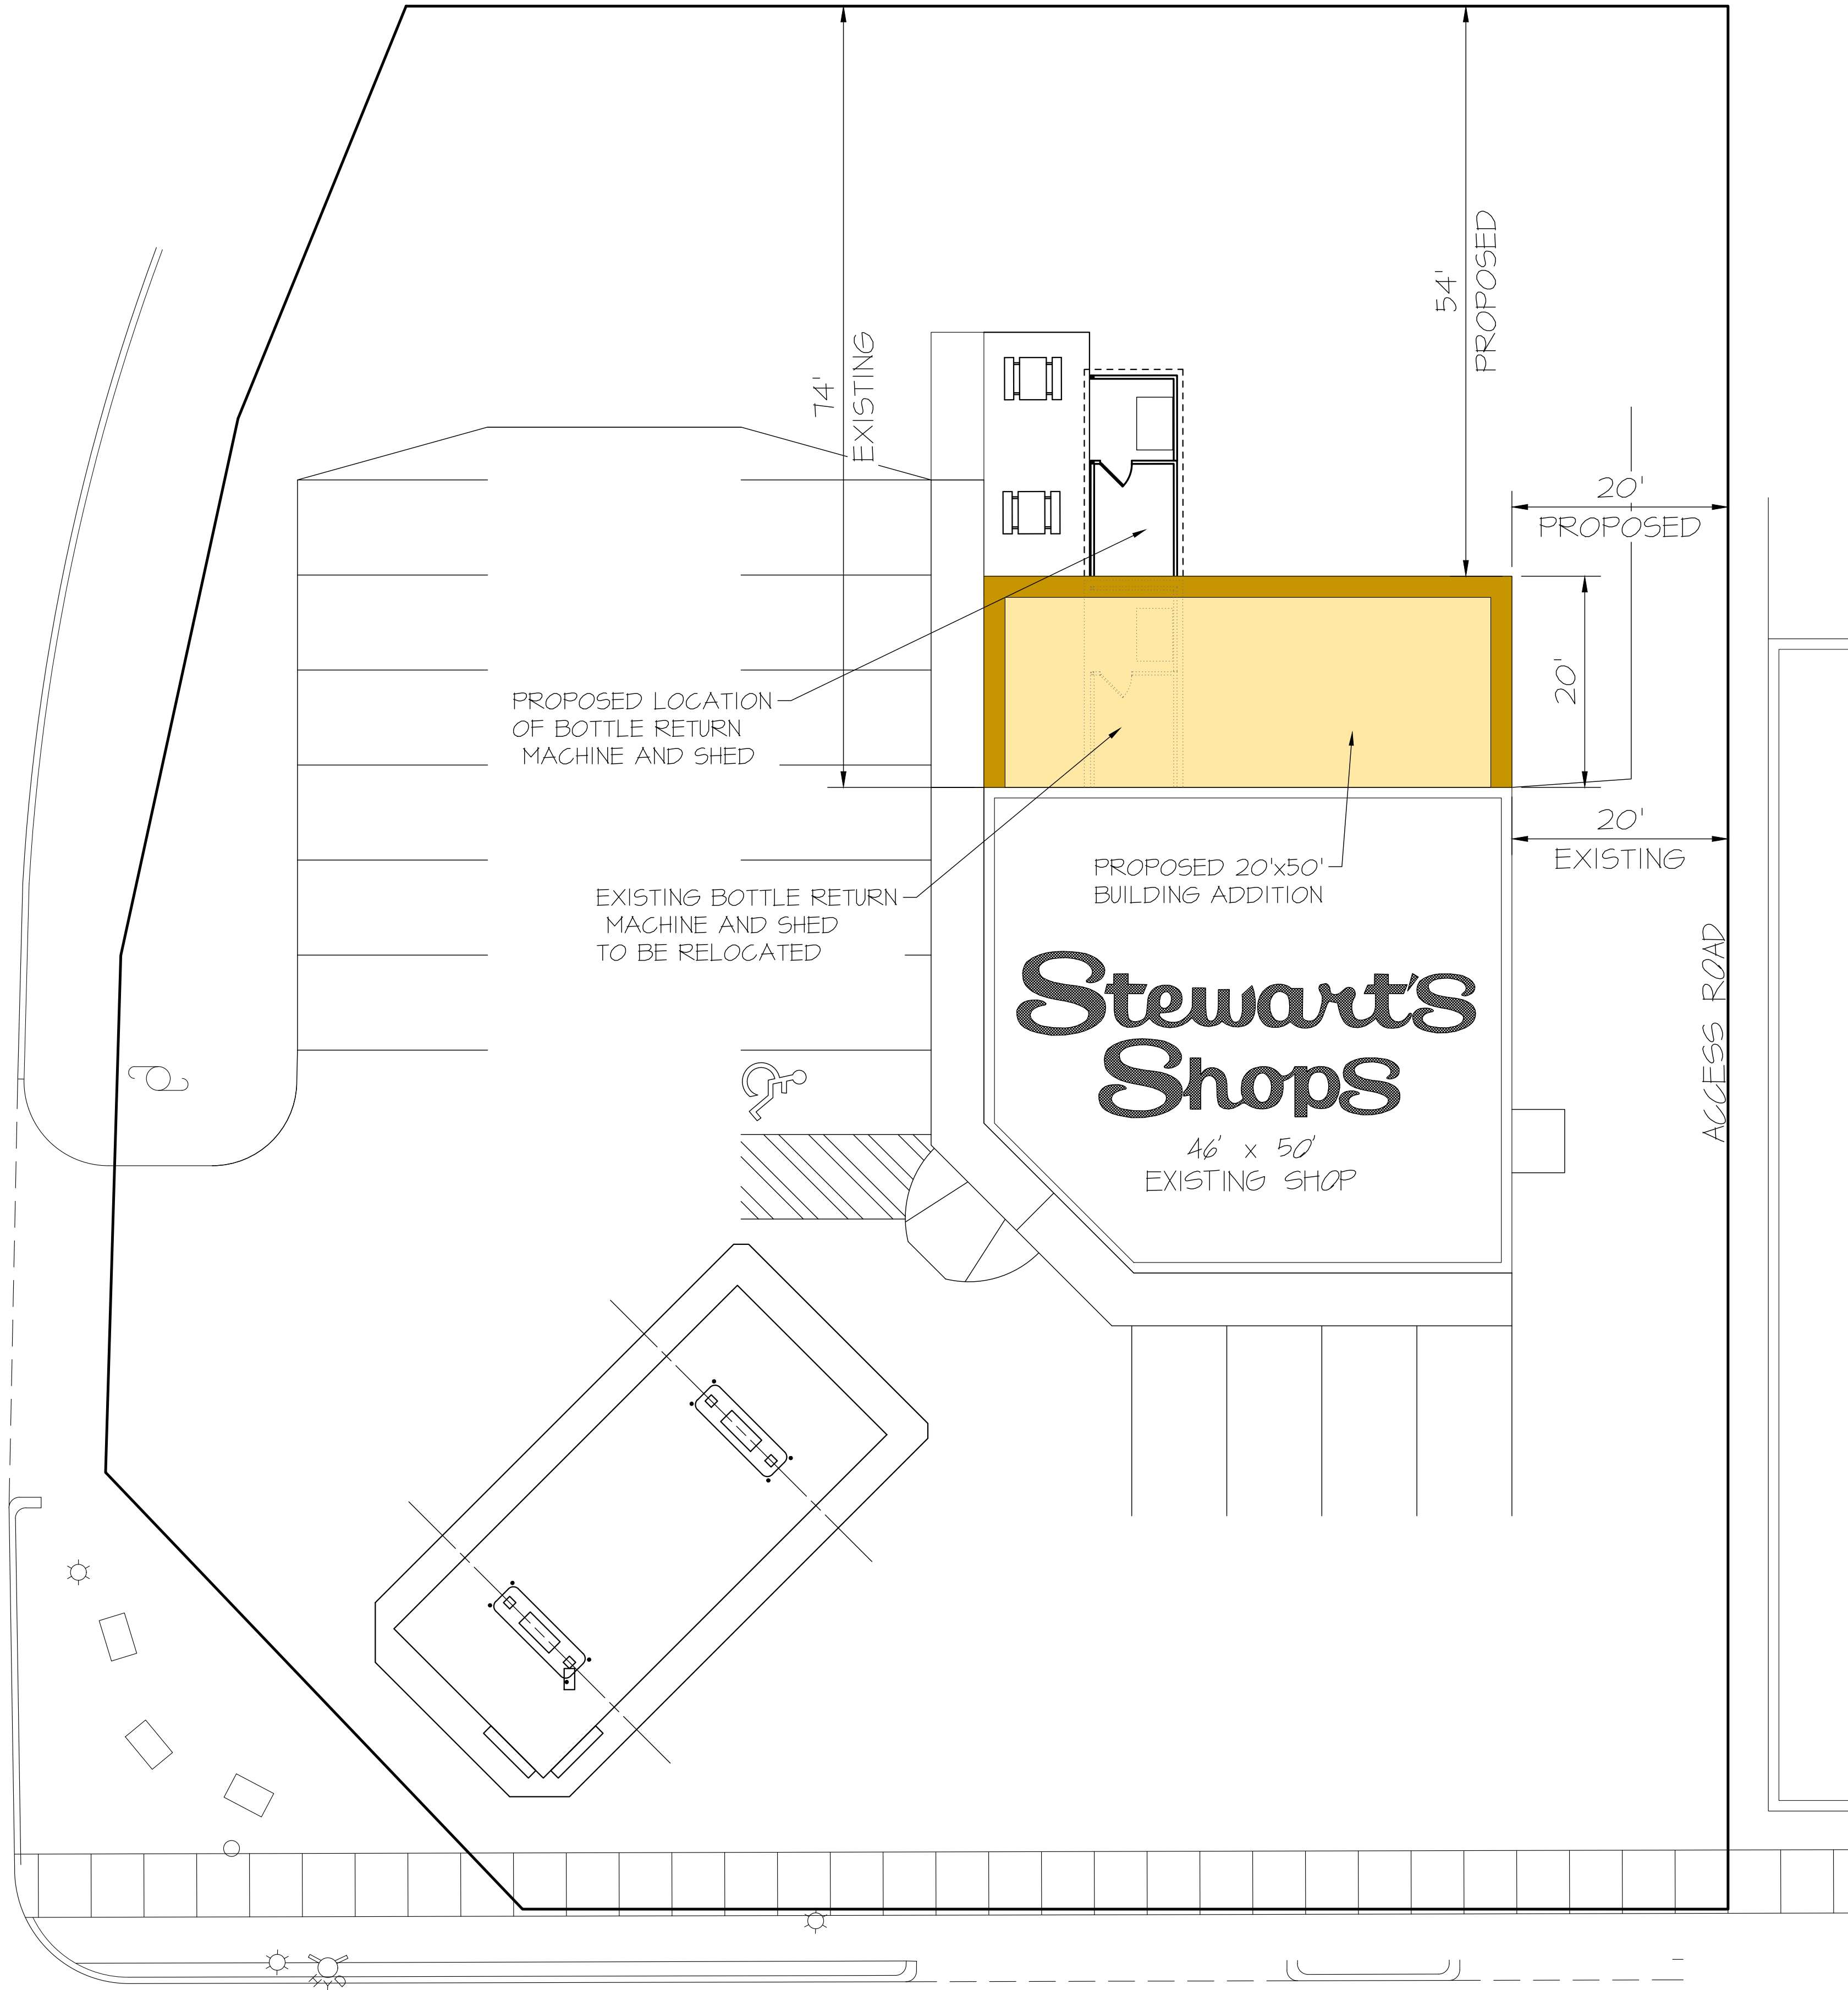 74'
EXISTING
54'
PROPOSED
20'
PROPOSED
20'
PROPOSED LOCATION
OF BOTTLE RETURN
MACHINE AND SHED
20'
EXISTING
PROPOSED 20'x50'
BUILDING ADDITION
EXISTING BOTTLE RETURN
MACHINE AND SHED
TO BE RELOCATED
Stewart's
Shops
46' x 50'
EXISTING SHOP
ACCESS ROAD